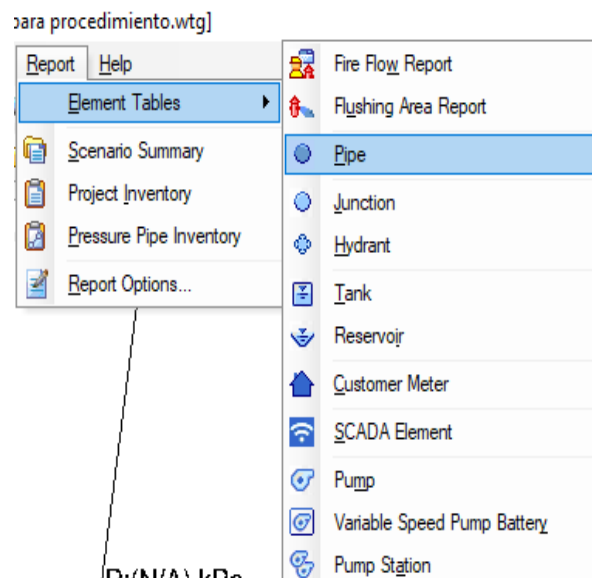 para procedimiento.wtg]
Report Help
Element Tables
Scenario Summary
Project Inventory
Pressure Pipe Inventory
Report Options...
Fire Flow Report
Flushing Area Report
Pipe
Junction
Hydrant
Tank
Reservoir
Customer Meter
SCADA Element
Pump
Variable Speed Pump Battery
Pump Station